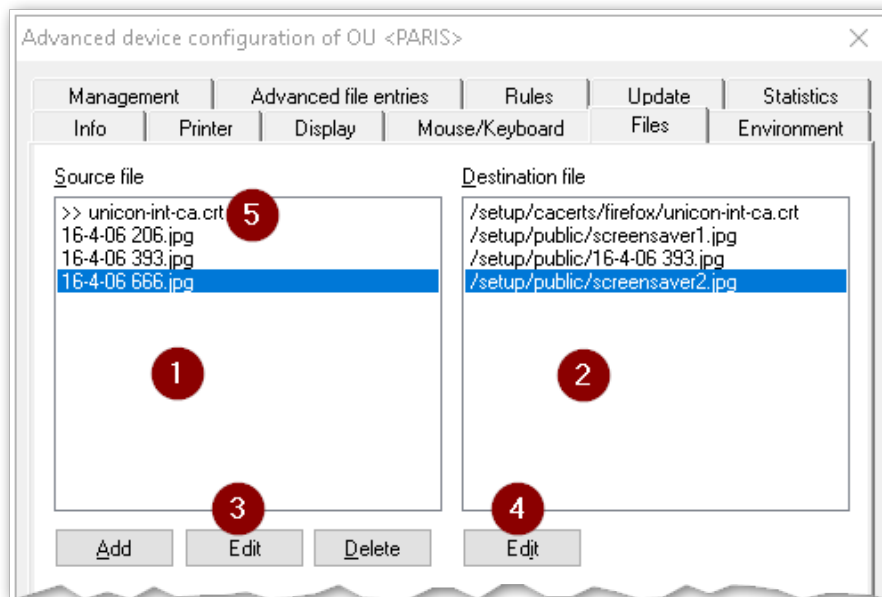 Advanced device configuration of OU <PARIS>
Management Advanced file entries Rules Update Statistics
Info Printer Display Mouse/Keyboard Files Environment
Source file
>> unicon-int-ca.crt 5
16-4-06 206.jpg
16-4-06 393.jpg
16-4-06 666.jpg
1
3
Add Edit Delete
Destination file
/setup/cacerts/firefox/unicon-int-ca.crt
/setup/public/screensaver1.jpg
/setup/public/16-4-06 393.jpg
/setup/public/screensaver2.jpg
2
4
Edit